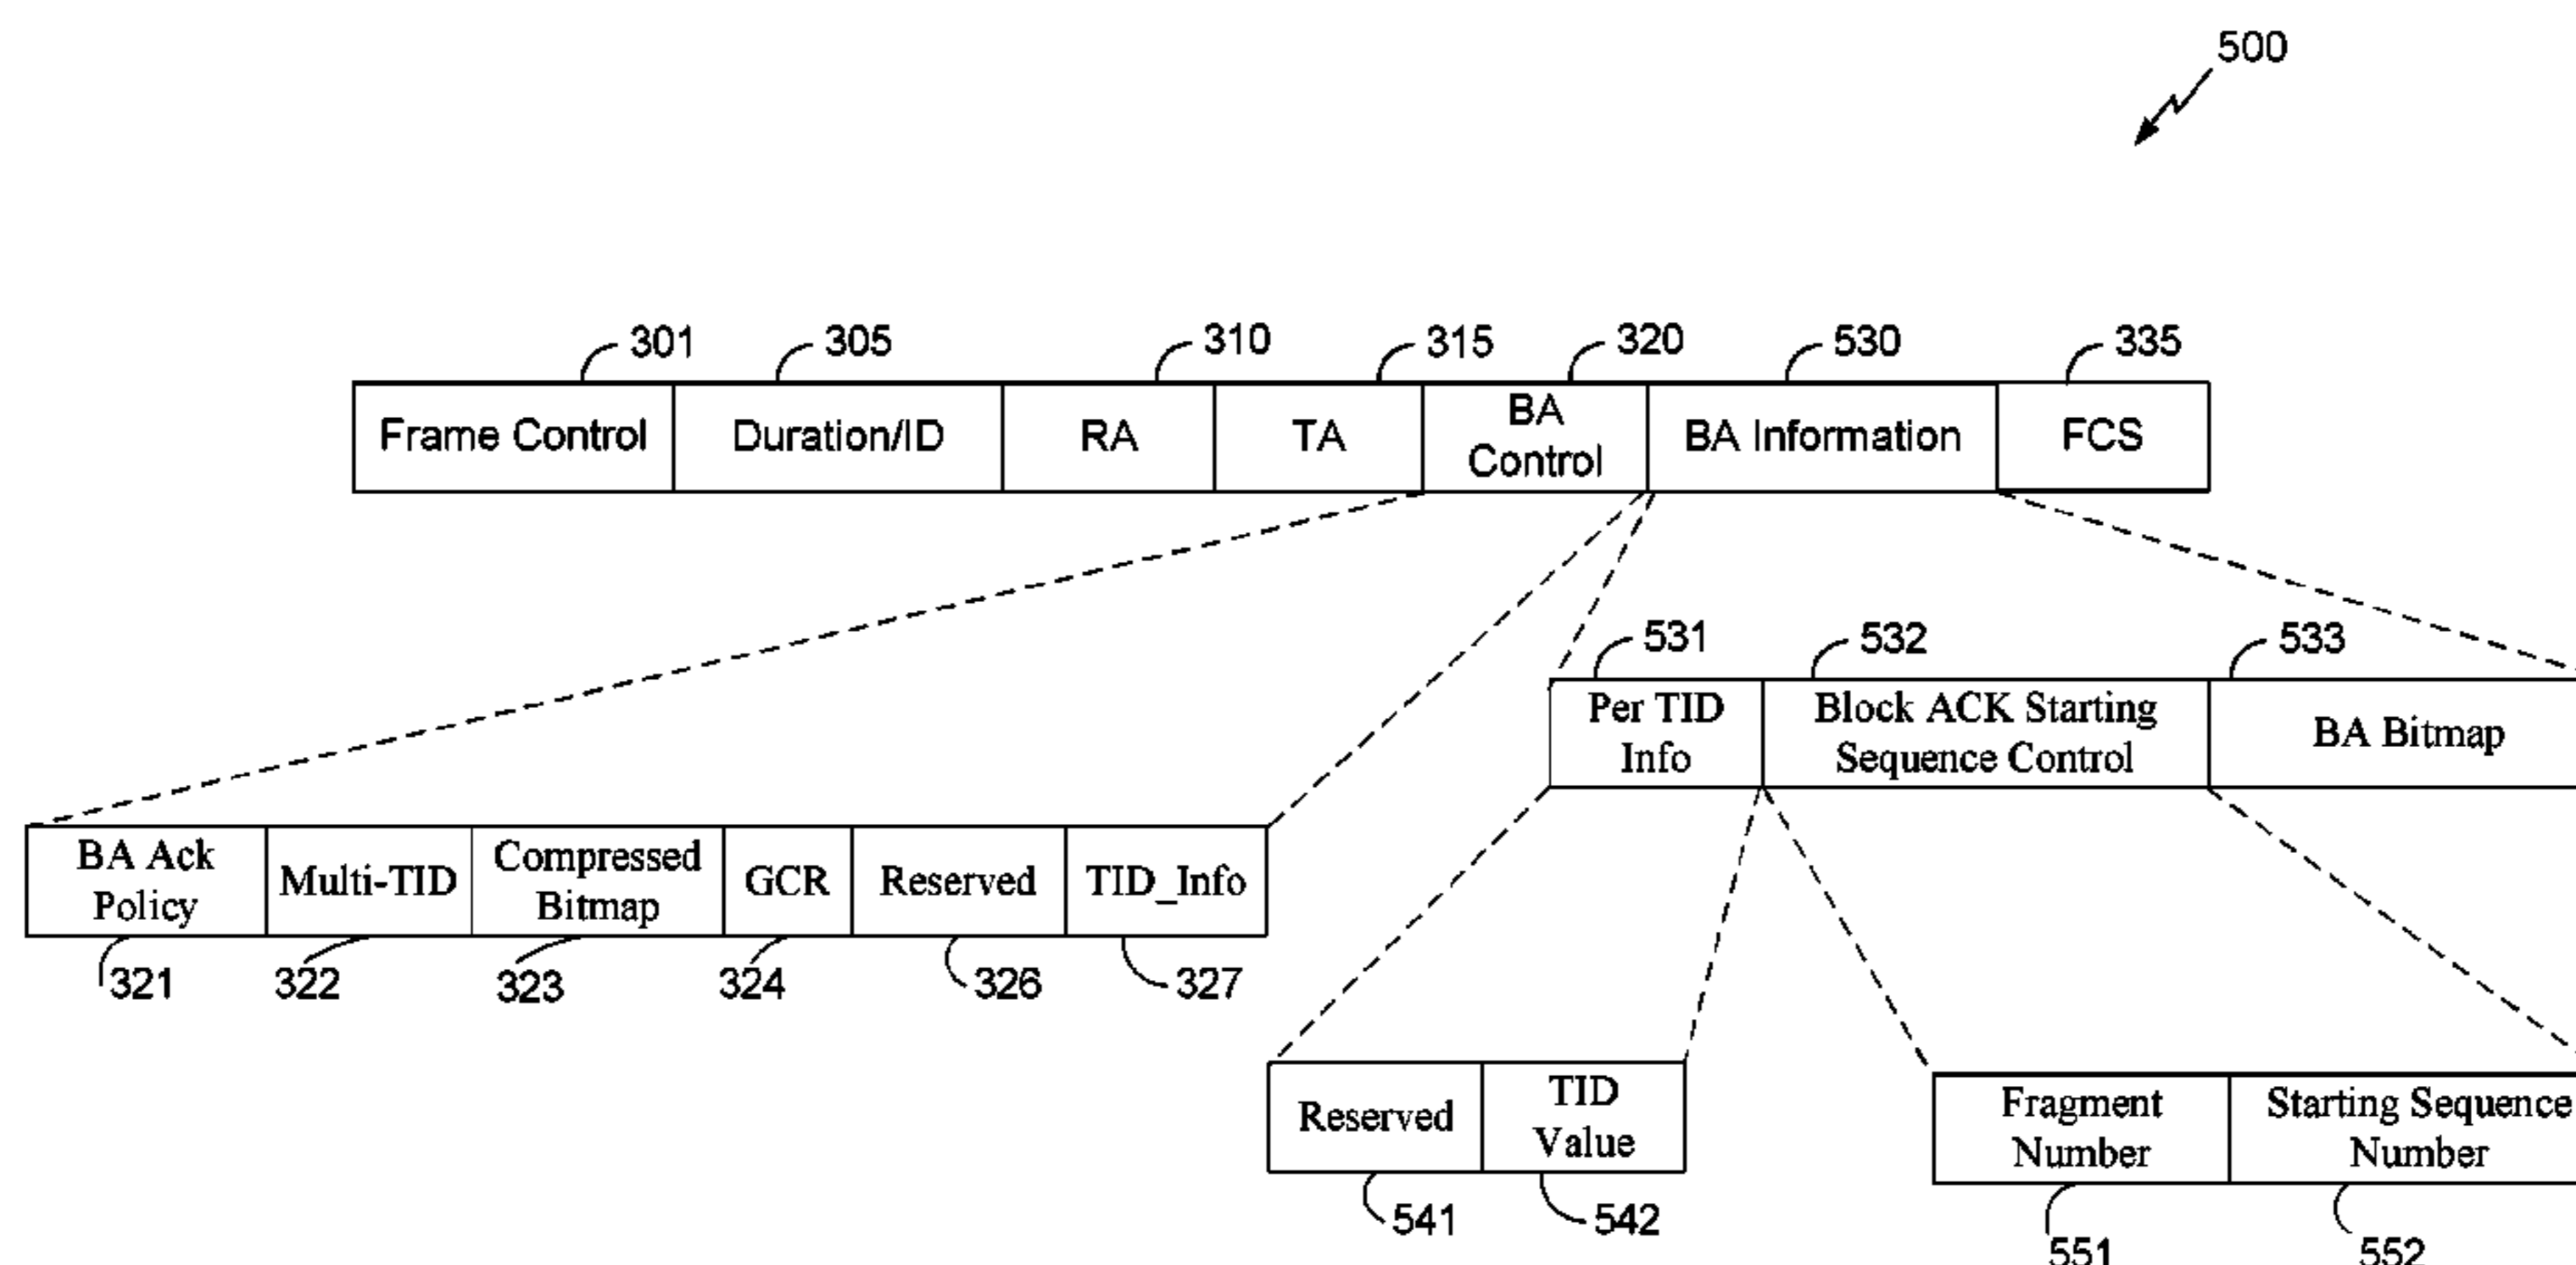 500
301 305 310 315 320 530 335
Frame Control Duration/ID RA TA BA Control BA Information FCS
531 532 533
Per TID Info Block ACK Starting Sequence Control BA Bitmap
BA Ack Policy Multi-TID Compressed Bitmap GCR Reserved TID_Info
321 322 323 324 326 327
Reserved TID Value Fragment Number Starting Sequence Number
541 542 551 552